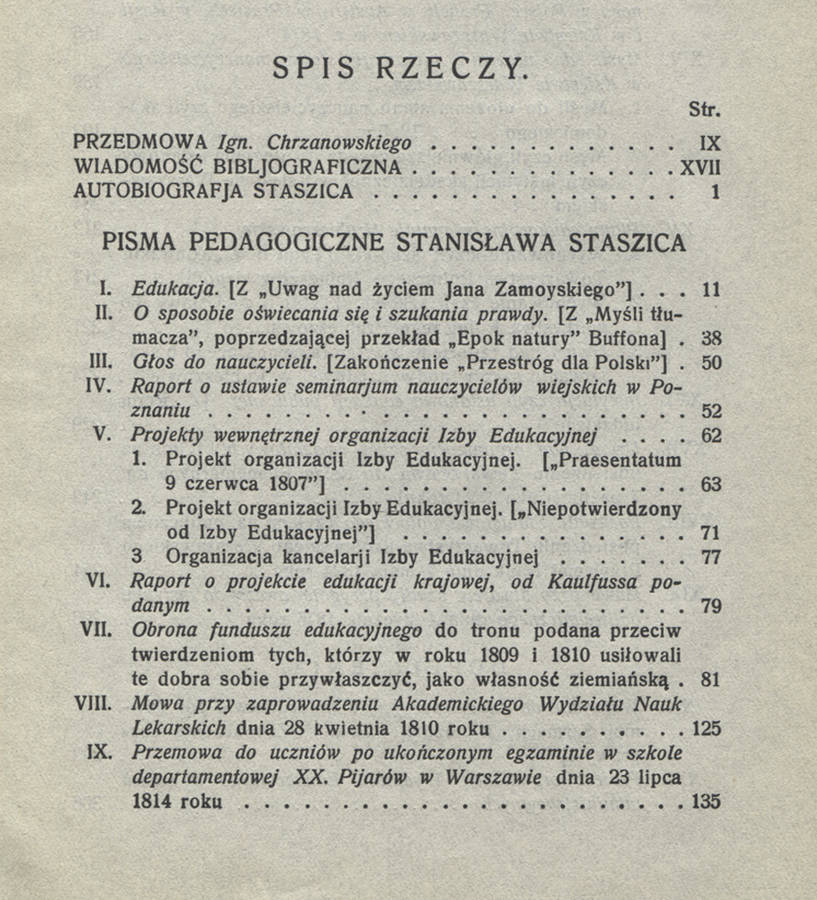 SPIS RZECZY.
Str.
PRZEDMOWA Ign. Chrzanowskiego . . . . . . . . . . . . . IX
WIADOMOŚĆ BIBLJOGRAFICZNA . . . . . . . . . . . . . . XVII
AUTOBIOGRAFJA STASZICA . . . . . . . . . . . . . . . . 1
PISMA PEDAGOGICZNE STANISŁAWA STASZICA
I. Edukacja. [Z „Uwag nad życiem Jana Zamoyskiego”] . . . 11
II. O sposobie oświecania się i szukania prawdy. [Z „Myśli tłu-
macza”, poprzedzającej przekład „Epok natury” Buffona] . 38
III. Głos do nauczycieli. [Zakończenie „Przestróg dla Polski”] . 50
IV. Raport o ustawie seminarjum nauczycielów wiejskich w Po-
znaniu . . . . . . . . . . . . . . . . . . . . . . . . . 52
V. Projekty wewnętrznej organizacji Izby Edukacyjnej . . . . 62
1. Projekt organizacji Izby Edukacyjnej. [„Praesentatum
9 czerwca 1807”] . . . . . . . . . . . . . . . . . . 63
2. Projekt organizacji Izby Edukacyjnej. [„Niepotwierdzony
od Izby Edukacyjnej”] . . . . . . . . . . . . . . . 71
3 Organizacja kancelarji Izby Edukacyjnej . . . . . . . 77
VI. Raport o projekcie edukacji krajowej, od Kaulfussa po-
danym . . . . . . . . . . . . . . . . . . . . . . . . . 79
VII. Obrona funduszu edukacyjnego do tronu podana przeciw
twierdzeniom tych, którzy w roku 1809 i 1810 usiłowali
te dobra sobie przywłaszczyć, jako własność ziemiańską . 81
VIII. Mowa przy zaprowadzeniu Akademickiego Wydziału Nauk
Lekarskich dnia 28 kwietnia 1810 roku . . . . . . . . . . 125
IX. Przemowa do uczniów po ukończonym egzaminie w szkole
departamentowej XX. Pijarów w Warszawie dnia 23 lipca
1814 roku . . . . . . . . . . . . . . . . . . . . . . . 135